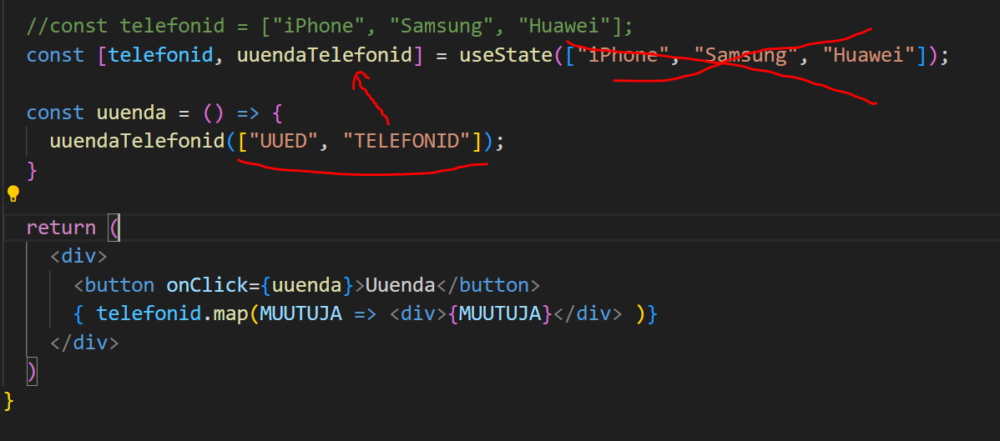 //const telefonid = ["iPhone", "Samsung", "Huawei"];
const [telefonid, uuendaTelefonid] = useState(["iPhone", "Samsung", "Huawei"]);
const uuenda = () => {
uuendaTelefonid(["UUED", "TELEFONID"]);
}
return (
<div>
<button onClick={uuenda}>Uuenda</button>
{ telefonid.map(MUUTUJA => <div>{MUUTUJA}</div> )}
</div>
)
}